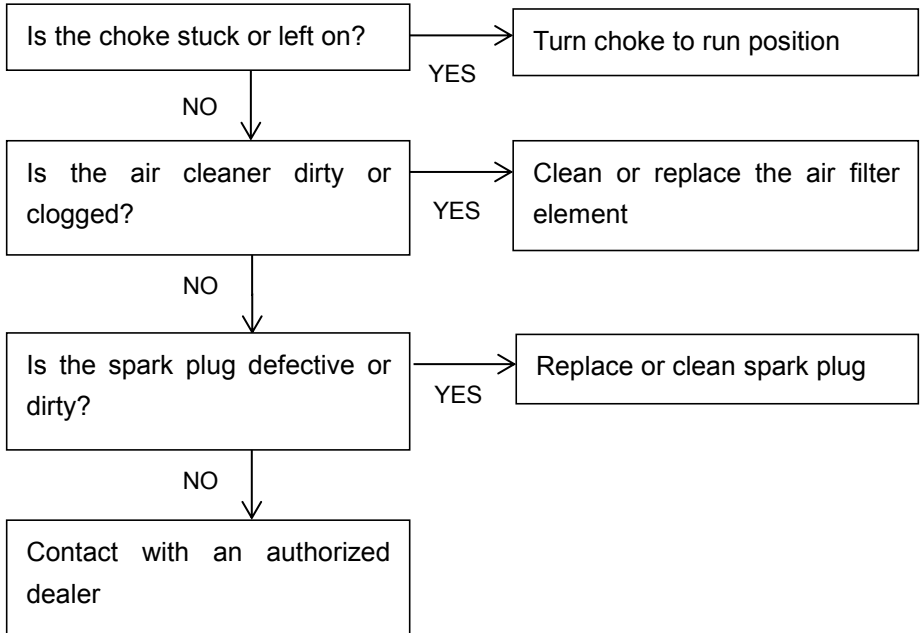 Is the choke stuck or left on?
YES
Turn choke to run position
NO
Is the air cleaner dirty or
clogged?
YES
Clean or replace the air filter
element
NO
Is the spark plug defective or
dirty?
YES
Replace or clean spark plug
NO
Contact with an authorized
dealer